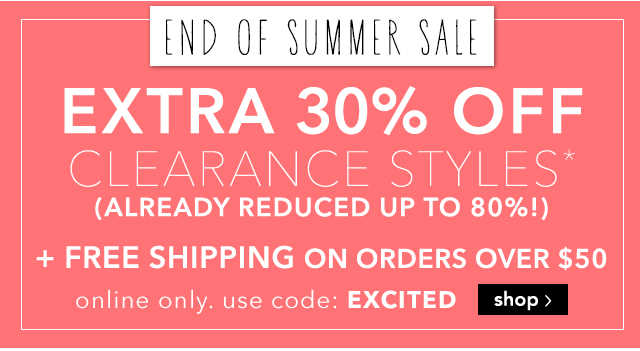 END OF SUMMER SALE
EXTRA 30% OFF
CLEARANCE STYLES*
(ALREADY REDUCED UP TO 80%!)
+ FREE SHIPPING ON ORDERS OVER $50
online only. use code: EXCITED shop >